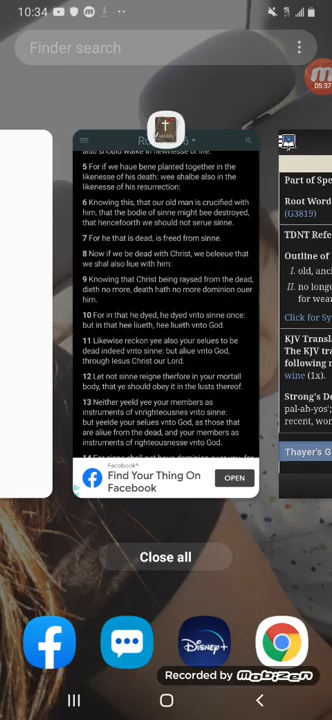 10:34
Finder search
05:37
also should walke in newnesse of life.
5 For if we haue bene planted together in the
likenesse of his death: wee shalbe also in the
likenesse of his resurrection:
6 Knowing this, that our old man is crucified with
him, that the bodie of sinne might bee destroyed,
that henceforth we should not serue sinne.
7 For he that is dead, is freed from sinne.
8 Now if we be dead with Christ, we beleeue that
we shal also liue with him:
9 Knowing that Christ being raysed from the dead,
dieth no more, death hath no more dominion ouer
him.
10 For in that he dyed, he dyed vnto sinne once:
but in that hee liueth, hee liueth vnto God.
11 Likewise reckon yee also your selues to be
dead indeed vnto sinne: but aliue vnto God,
through Iesus Christ our Lord.
12 Let not sinne reigne therfore in your mortall
body, that ye should obey it in the lusts thereof.
13 Neither yeeld yee your members as
instruments of vnrighteousnes vnto sinne:
but yeelde your selues vnto God, as those that
are aliue from the dead, and your members as
instruments of righteousnesse vnto God.
Facebook®
Find Your Thing On
Facebook
OPEN
Part of Spe
Root Word
(G3819)
TDNT Refe
Outline of
I. old, anc
II. no longe
for wear
Click for Sy
KJV Transl
The KJV tra
following m
wine (1x).
Strong's De
pal-ah-yos'
recent, wor
Thayer's G
Close all
Disney+
Recorded by mobizen